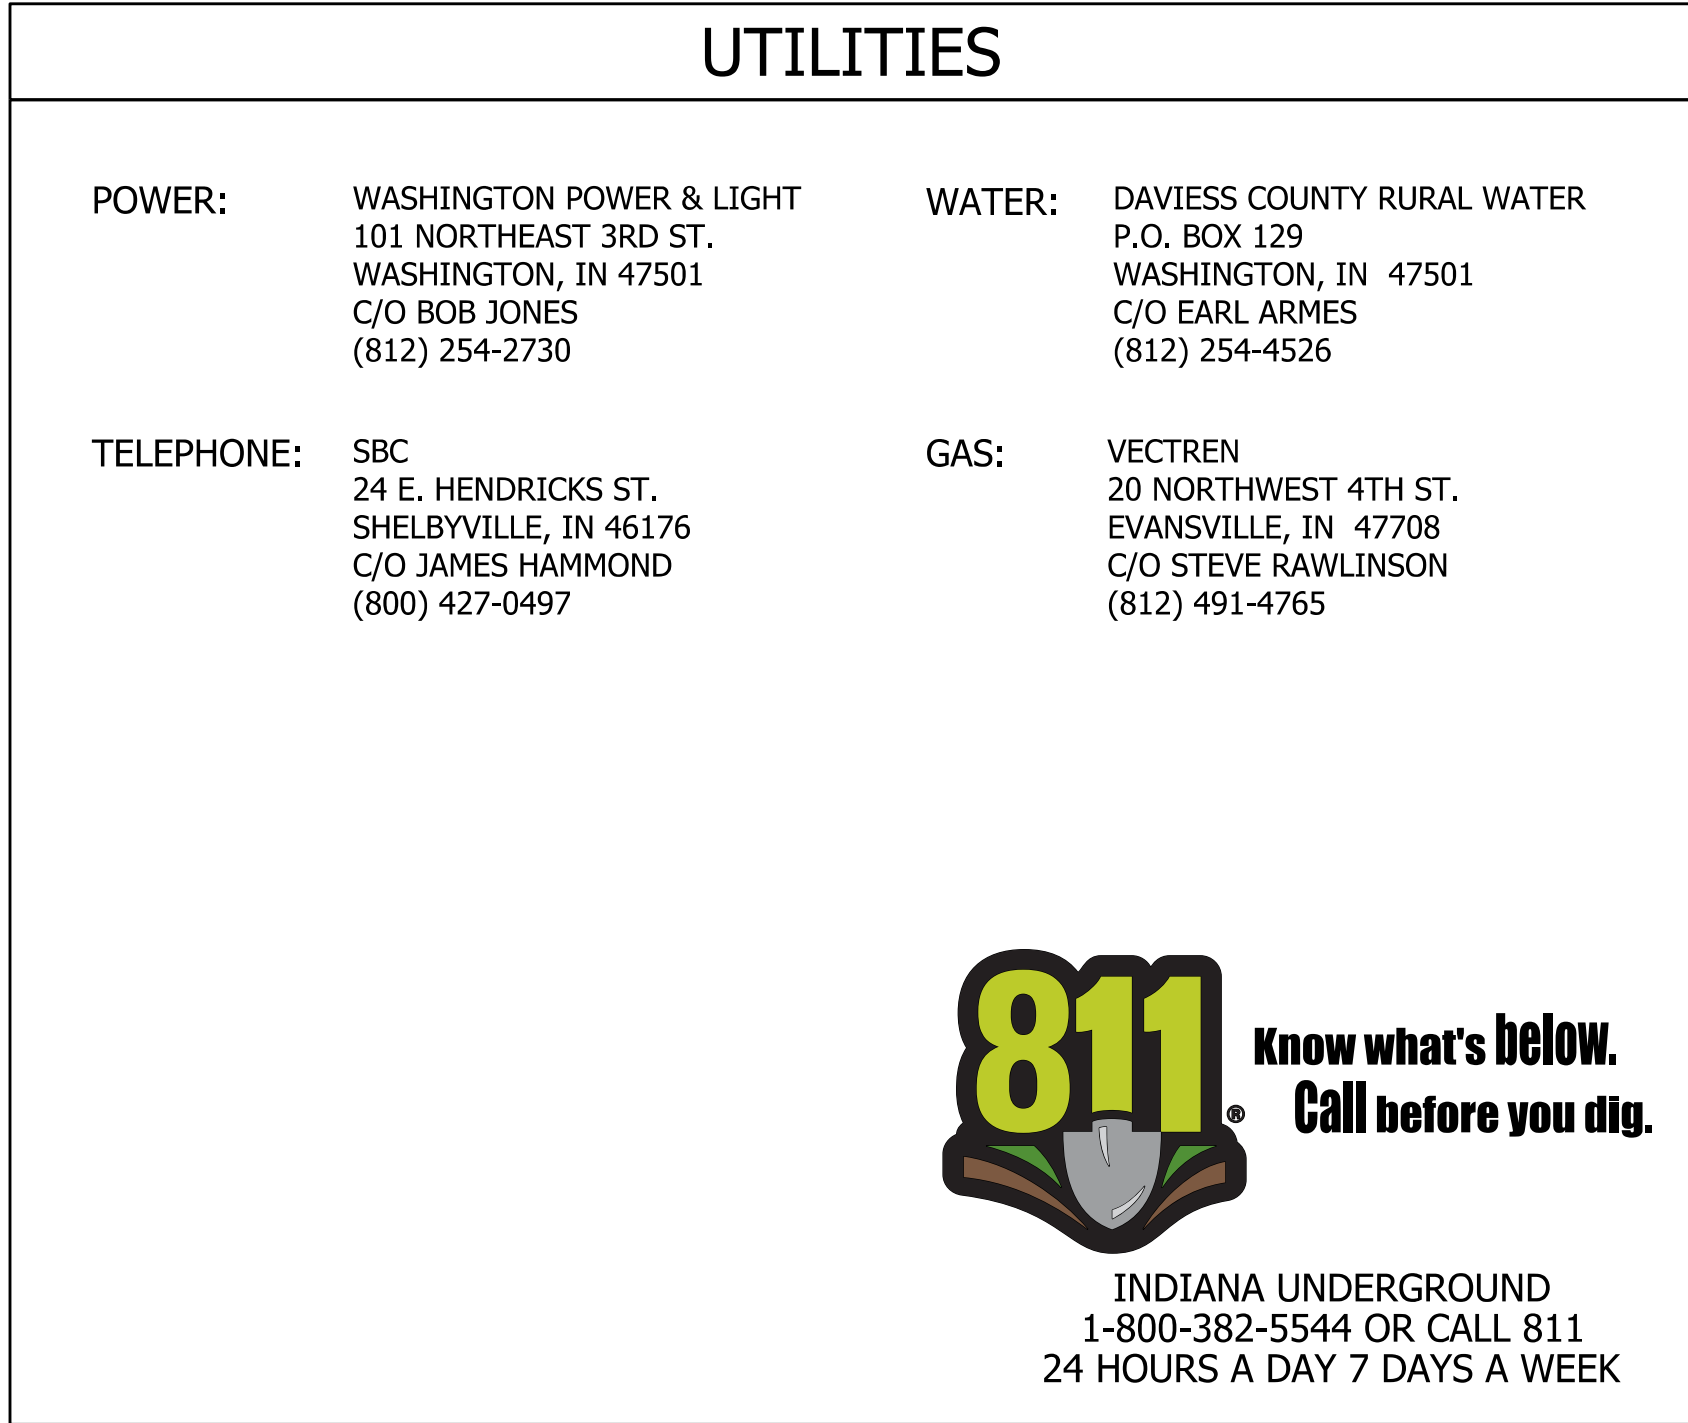 UTILITIES
POWER:
WASHINGTON POWER & LIGHT
101 NORTHEAST 3RD ST.
WASHINGTON, IN 47501
C/O BOB JONES
(812) 254-2730
WATER:
DAVIESS COUNTY RURAL WATER
P.O. BOX 129
WASHINGTON, IN  47501
C/O EARL ARMES
(812) 254-4526
TELEPHONE:
SBC
24 E. HENDRICKS ST.
SHELBYVILLE, IN 46176
C/O JAMES HAMMOND
(800) 427-0497
GAS:
VECTREN
20 NORTHWEST 4TH ST.
EVANSVILLE, IN  47708
C/O STEVE RAWLINSON
(812) 491-4765
811
®
Know what's below.
Call before you dig.
INDIANA UNDERGROUND
1-800-382-5544 OR CALL 811
24 HOURS A DAY 7 DAYS A WEEK